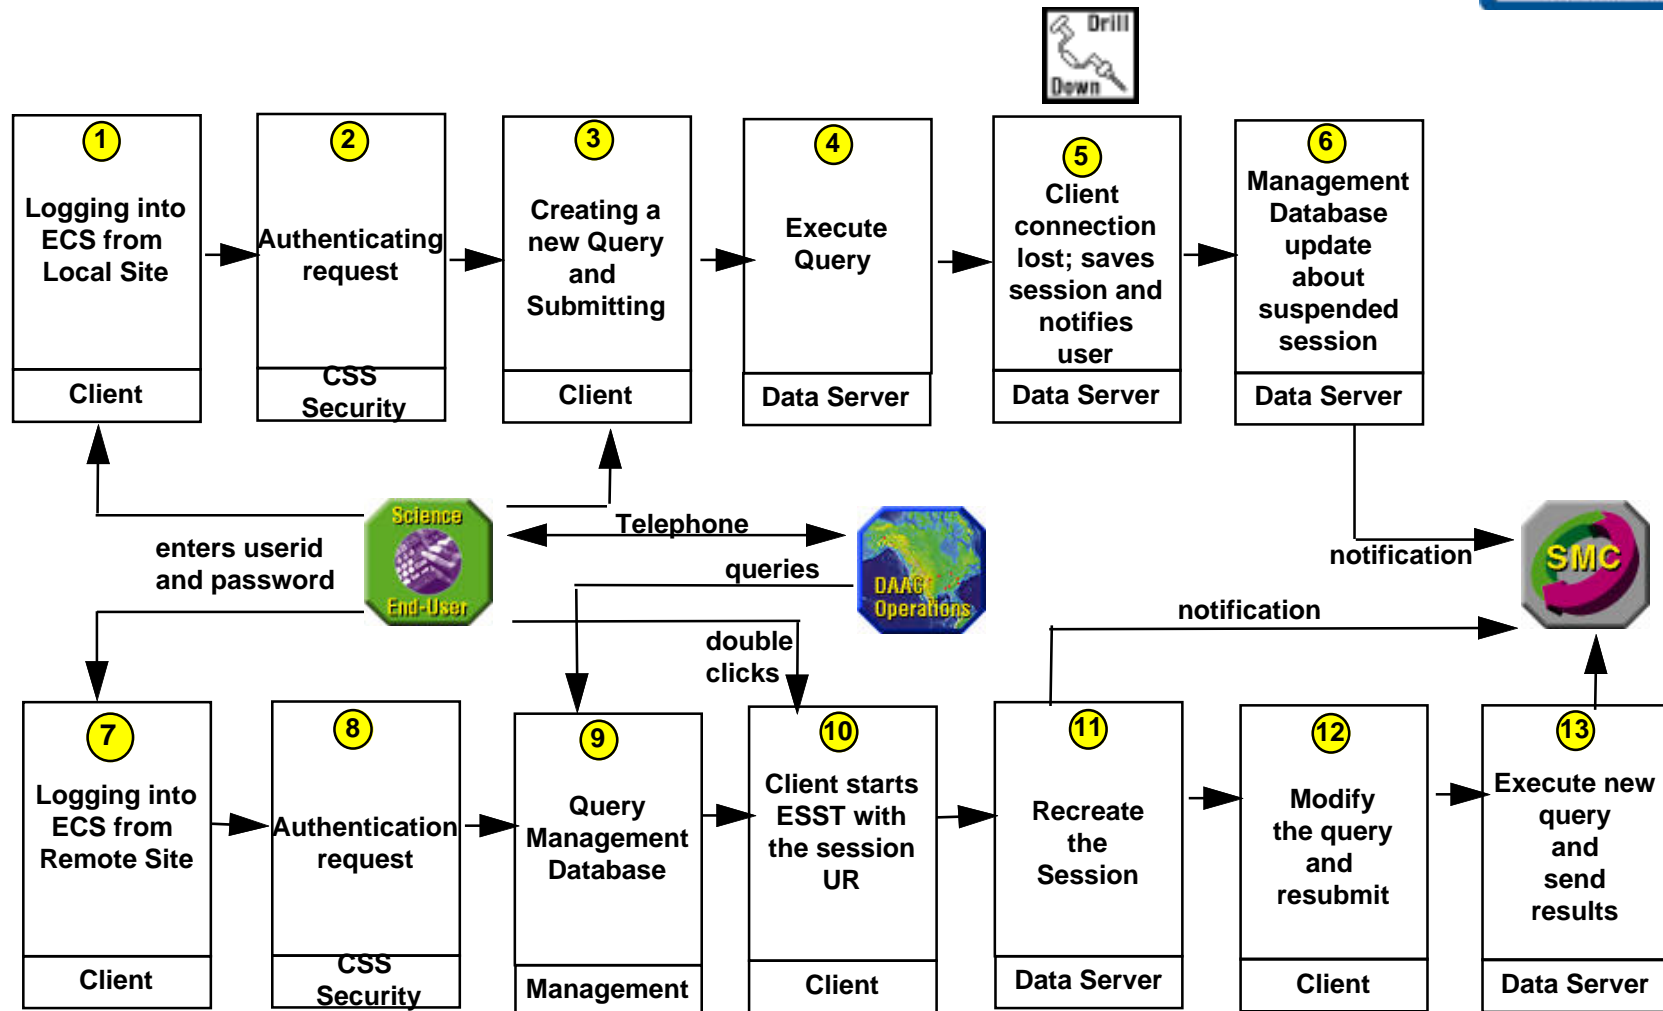 Drill
Down
1
Logging into
ECS from
Local Site
Client
2
Authenticating
request
CSS
Security
3
Creating a
new Query
and
Submitting
Client
4
Execute
Query
Data Server
5
Client
connection
lost; saves
session and
notifies
user
Data Server
6
Management
Database
update
about
suspended
session
Data Server
enters userid
and password
Science
End-User
Telephone
queries
DAAC
Operations
double
clicks
notification
notification
SMC
7
Logging into
ECS from
Remote Site
Client
8
Authentication
request
CSS
Security
9
Query
Management
Database
Management
10
Client starts
ESST with
the session
UR
Client
11
Recreate
the
Session
Data Server
12
Modify
the query
and
resubmit
Client
13
Execute new
query
and
send
results
Data Server